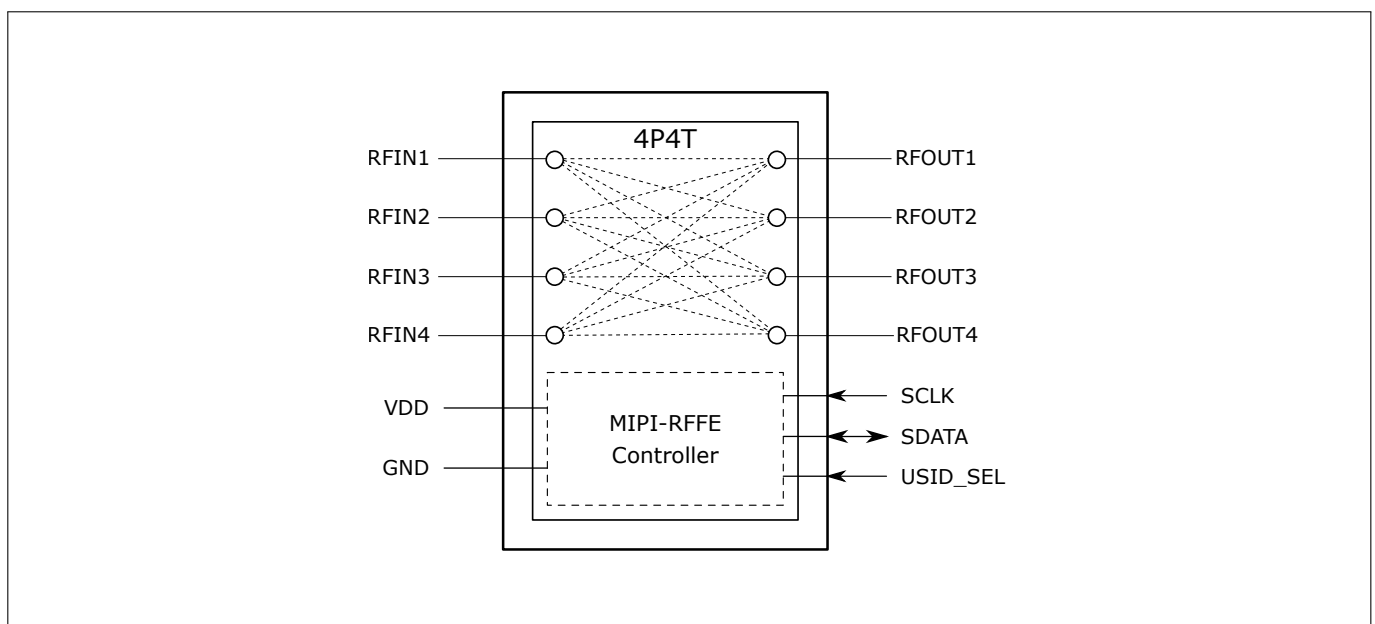 4P4T
RFIN1
RFOUT1
RFIN2
RFOUT2
RFIN3
RFOUT3
RFIN4
RFOUT4
VDD
GND
MIPI-RFFE
Controller
SCLK
SDATA
USID_SEL